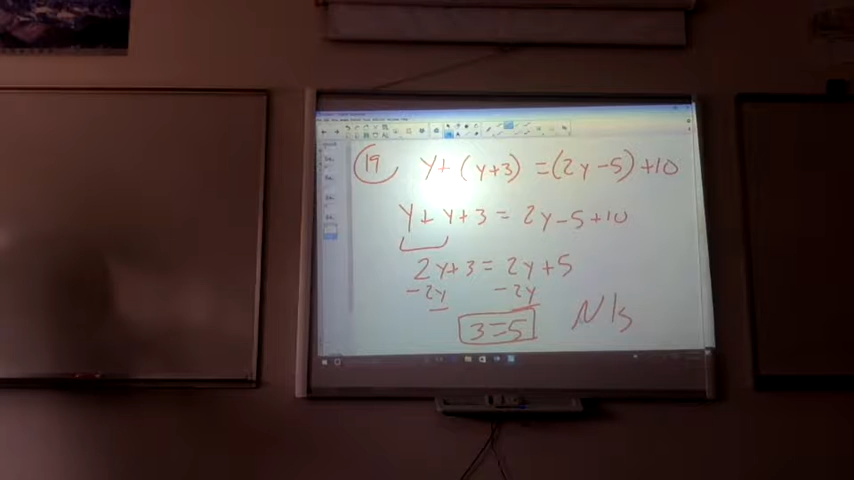 19 y+(y+3)=(2y-5)+10
y+y+3=2y-5+10
2y+3=2y+5
-2y -2y
3=5 N/s